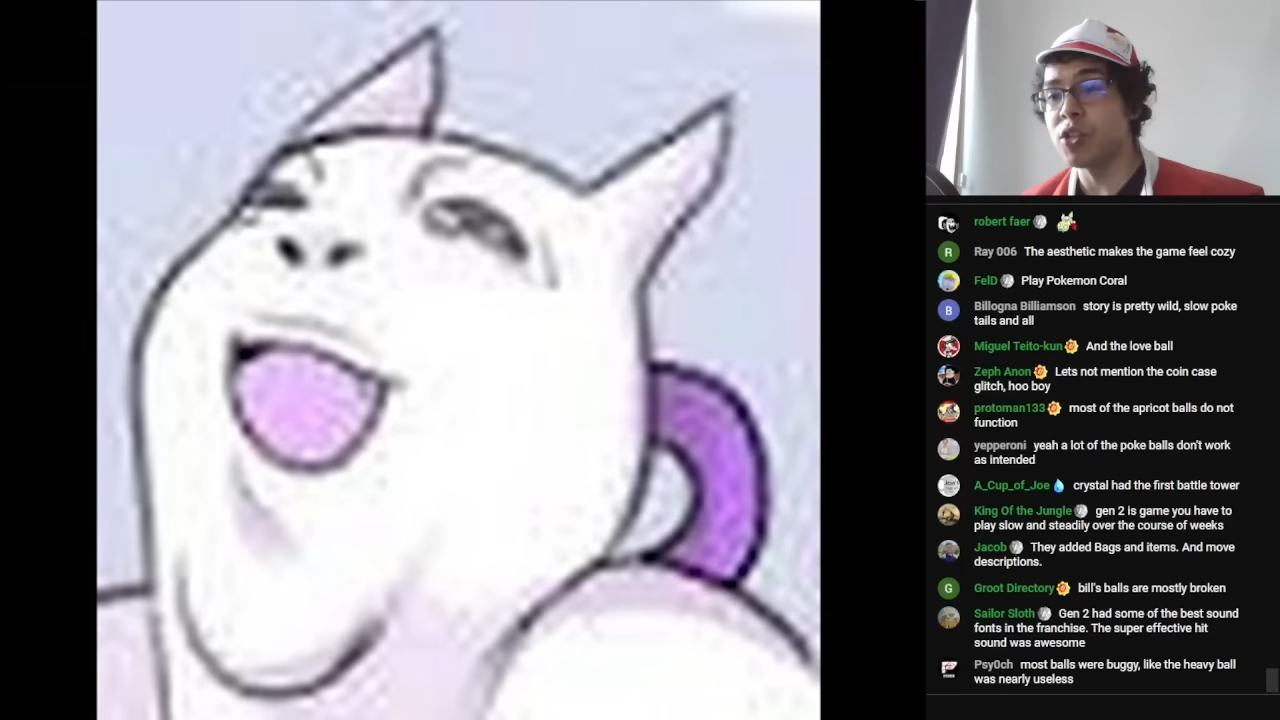 robert faer
Ray 006 The aesthetic makes the game feel cozy
FelD Play Pokemon Coral
Billogna Billiamson story is pretty wild, slow poke
tails and all
Miguel Teito-kun And the love ball
Zeph Anon Lets not mention the coin case
glitch, hoo boy
protoman133 most of the apricot balls do not
function
yepperoni yeah a lot of the poke balls don't work
as intended
A_Cup_of_Joe crystal had the first battle tower
King Of the Jungle gen 2 is game you have to
play slow and steadily over the course of weeks
Jacob They added Bags and items. And move
descriptions.
Groot Directory bill's balls are mostly broken
Sailor Sloth Gen 2 had some of the best sound
fonts in the franchise. The super effective hit
sound was awesome
Psy0ch most balls were buggy, like the heavy ball
was nearly useless